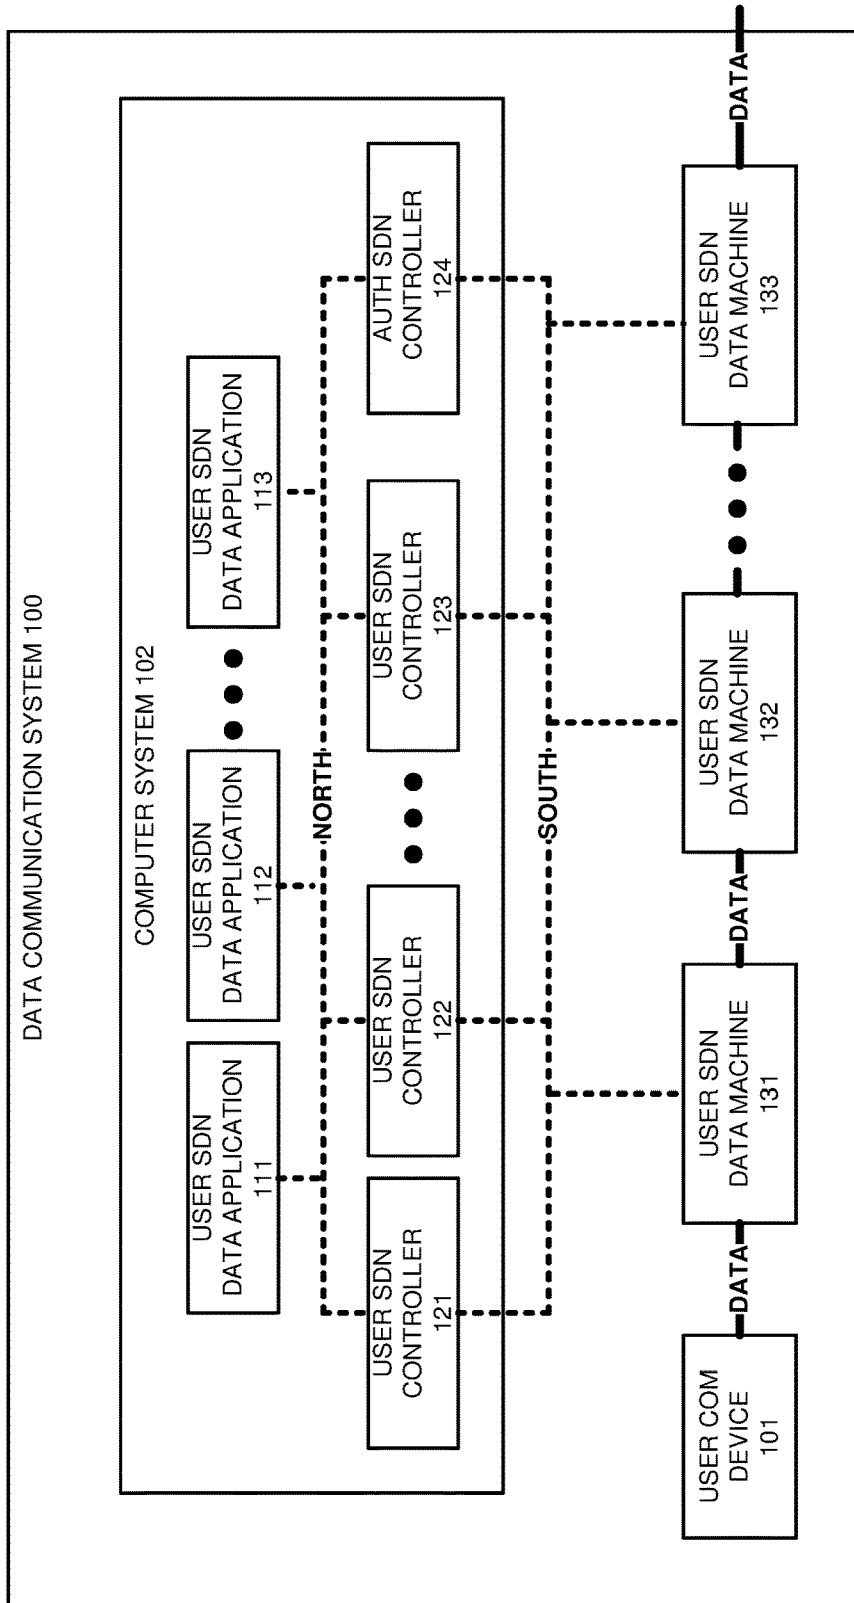 DATA COMMUNICATION SYSTEM 100
COMPUTER SYSTEM 102
USER SDN
DATA APPLICATION
111
USER SDN
DATA APPLICATION
112
USER SDN
DATA APPLICATION
113
NORTH
USER SDN
CONTROLLER
121
USER SDN
CONTROLLER
122
USER SDN
CONTROLLER
123
AUTH SDN
CONTROLLER
124
SOUTH
USER COM
DEVICE
101
DATA
USER SDN
DATA MACHINE
131
DATA
USER SDN
DATA MACHINE
132
USER SDN
DATA MACHINE
133
DATA